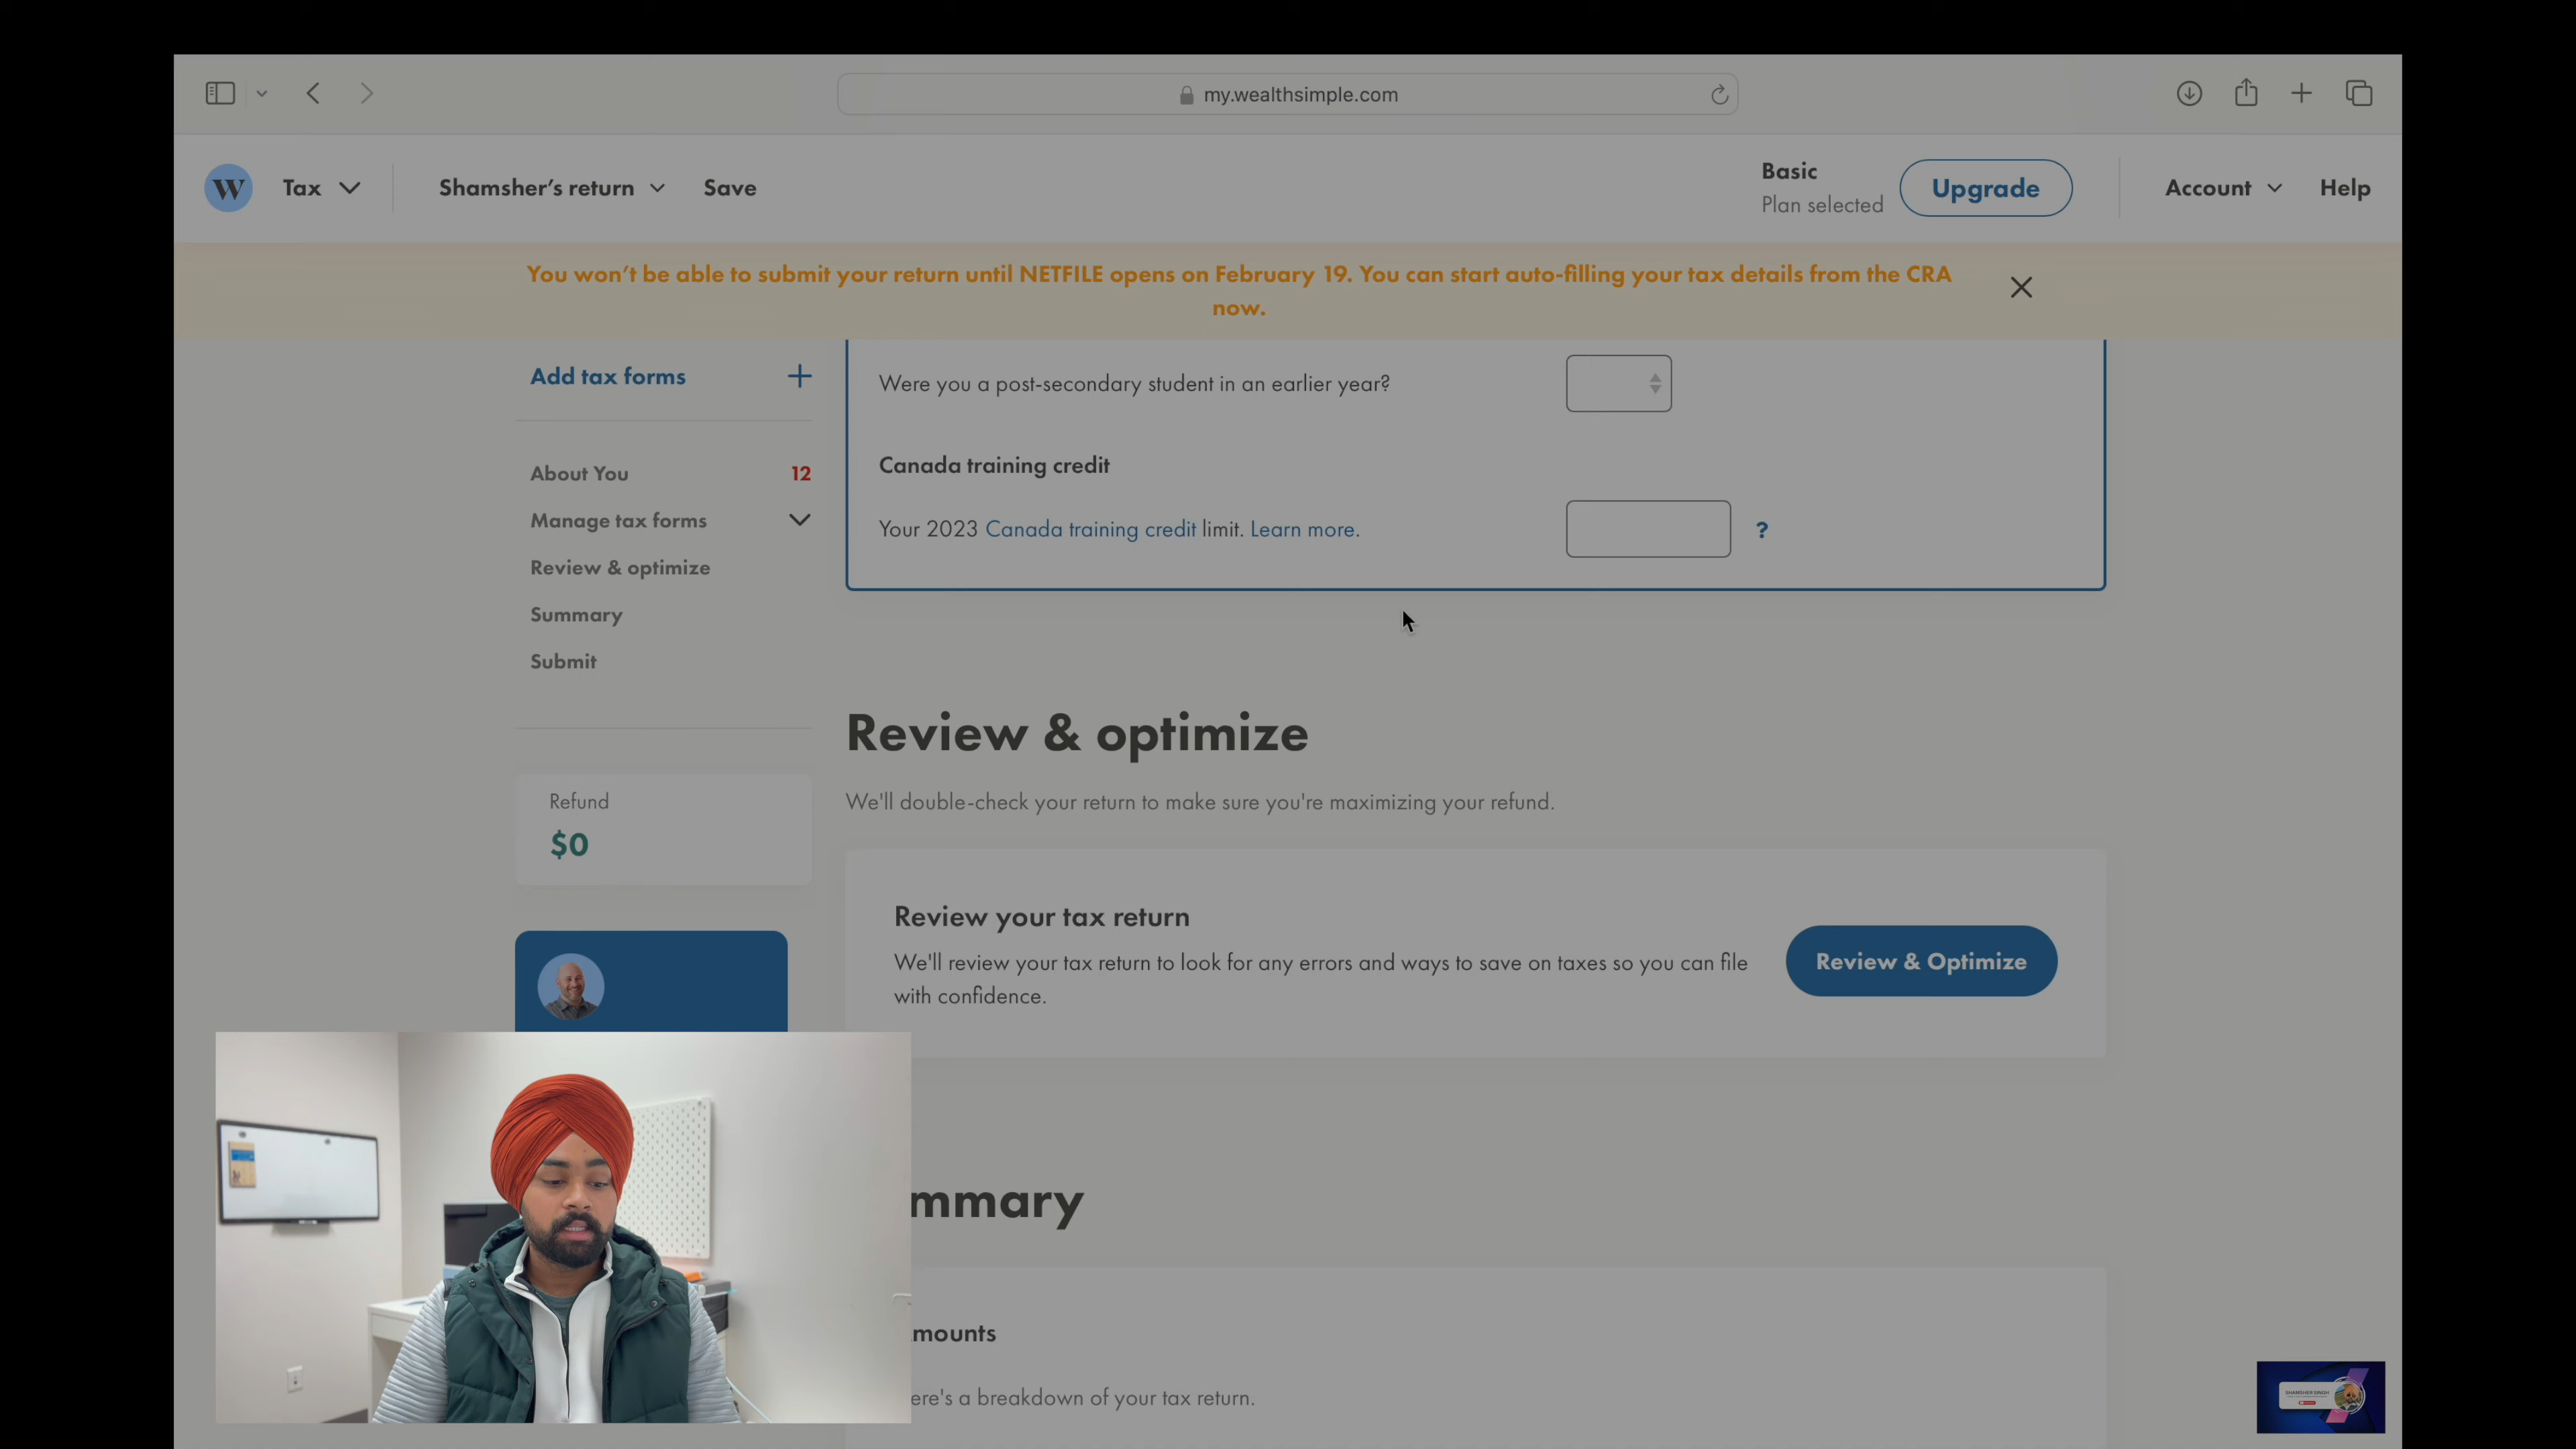 my.wealthsimple.com
W Tax Shamsher's return Save
Basic
Plan selected
Upgrade
Account
Help
You won't be able to submit your return until NETFILE opens on February 19. You can start auto-filling your tax details from the CRA
now.
Add tax forms
About You 12
Manage tax forms
Review & optimize
Summary
Submit
Refund
$0
Were you a post-secondary student in an earlier year?
Canada training credit
Your 2023 Canada training credit limit. Learn more. ?
Review & optimize
We'll double-check your return to make sure you're maximizing your refund.
Review your tax return
We'll review your tax return to look for any errors and ways to save on taxes so you can file
with confidence.
Review & Optimize
mmary
mounts
ere's a breakdown of your tax return.
SHAMSHER SINGH